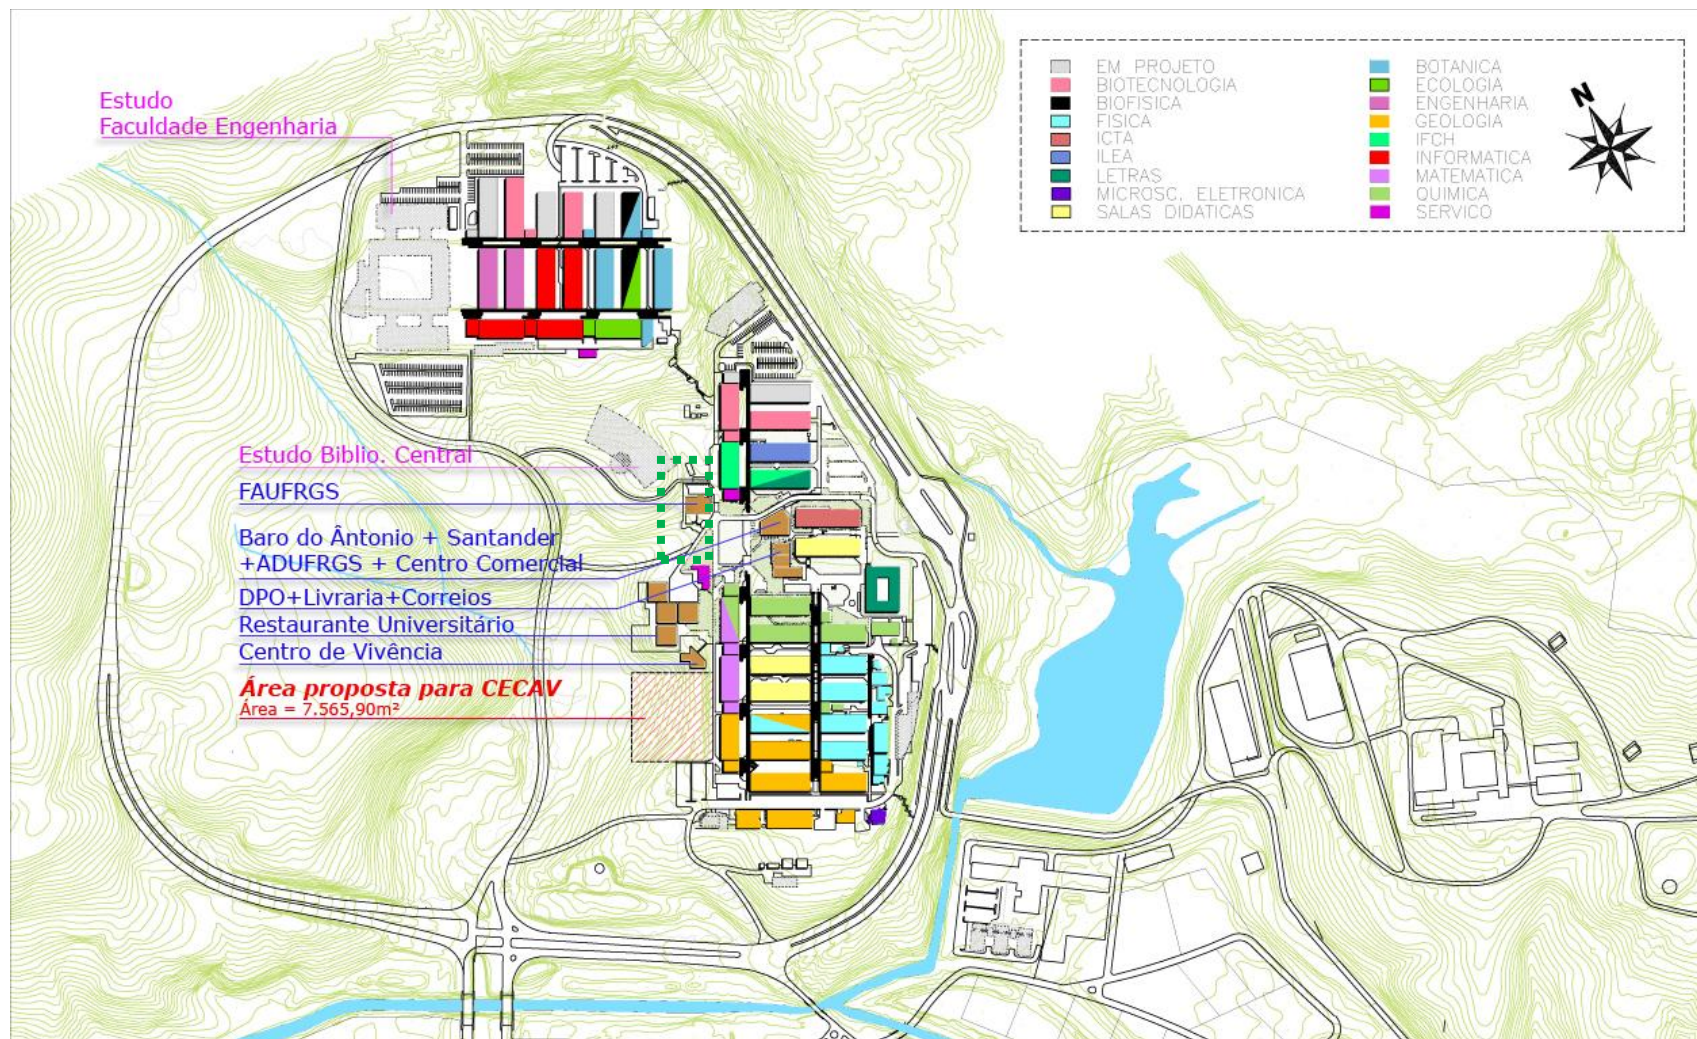 Estudo
Faculdade Engenharia
EM PROJETO
BIOTECNOLOGIA
BIOFISICA
FISICA
ICTA
ILEA
LETRAS
MICROSC. ELETRONICA
SALAS DIDATICAS
BOTANICA
ECOLOGIA
ENGENHARIA
GEOLOGIA
IFCH
INFORMATICA
MATEMATICA
QUIMICA
SERVICO
N
Estudo Biblio. Central
FAUFRGS
Baro do Ântonio + Santander
+ADUFRGS + Centro Comercial
DPO+Livraria+Correios
Restaurante Universitário
Centro de Vivência
Área proposta para CECAV
Área = 7.565,90m²